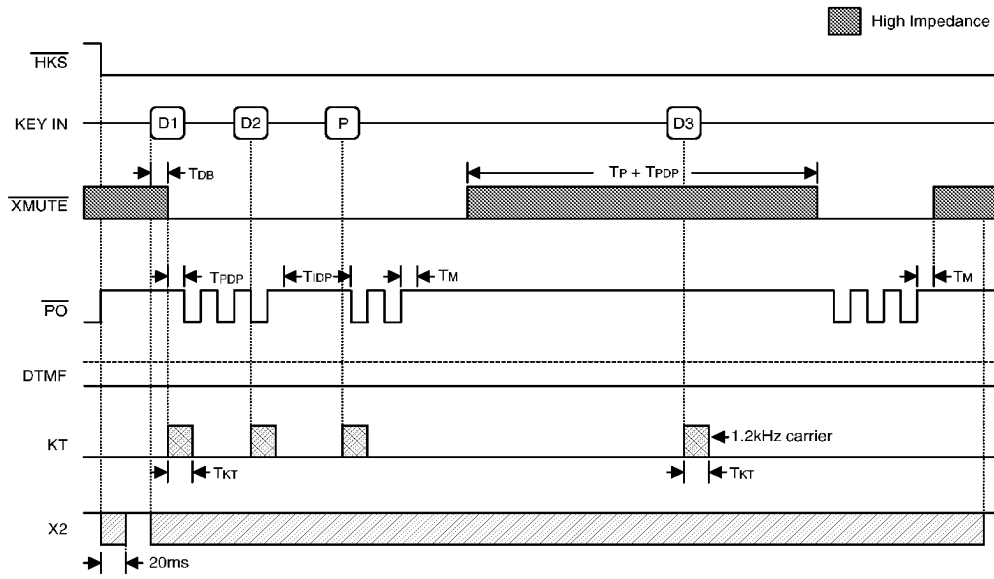 High Impedance
HKS
KEY IN
D1
D2
P
D3
TDB
TP + TPDP
XMUTE
TPDP
TIDP
TM
TM
PO
DTMF
KT
1.2kHz carrier
TKT
TKT
X2
20ms